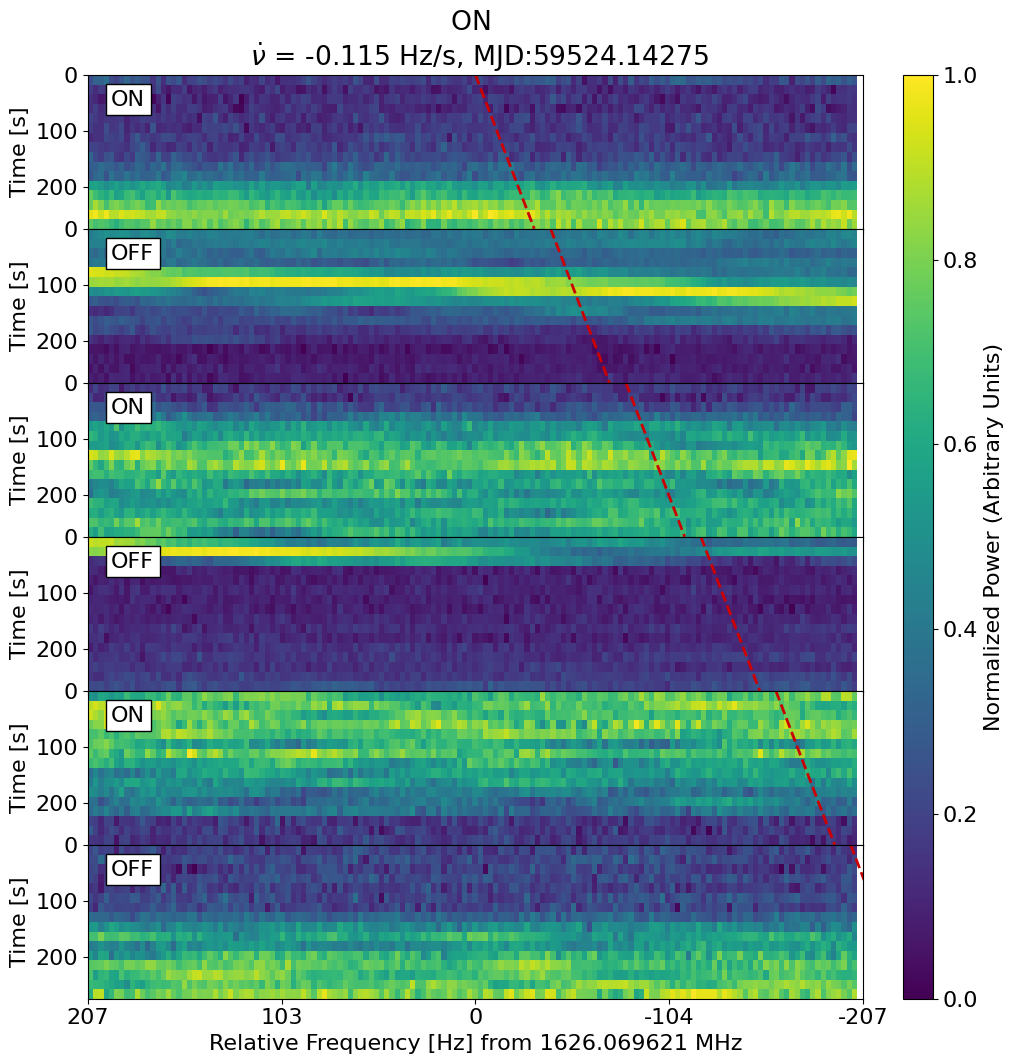 ON
ν̇ = -0.115 Hz/s, MJD:59524.14275
0
ON
100
200
Time [s]
0
OFF
100
200
Time [s]
0
ON
100
200
Time [s]
0
OFF
100
200
Time [s]
0
ON
100
200
Time [s]
0
OFF
100
200
Time [s]
207 103 0 -104 -207
Relative Frequency [Hz] from 1626.069621 MHz
1.0
0.8
0.6
0.4
0.2
0.0
Normalized Power (Arbitrary Units)